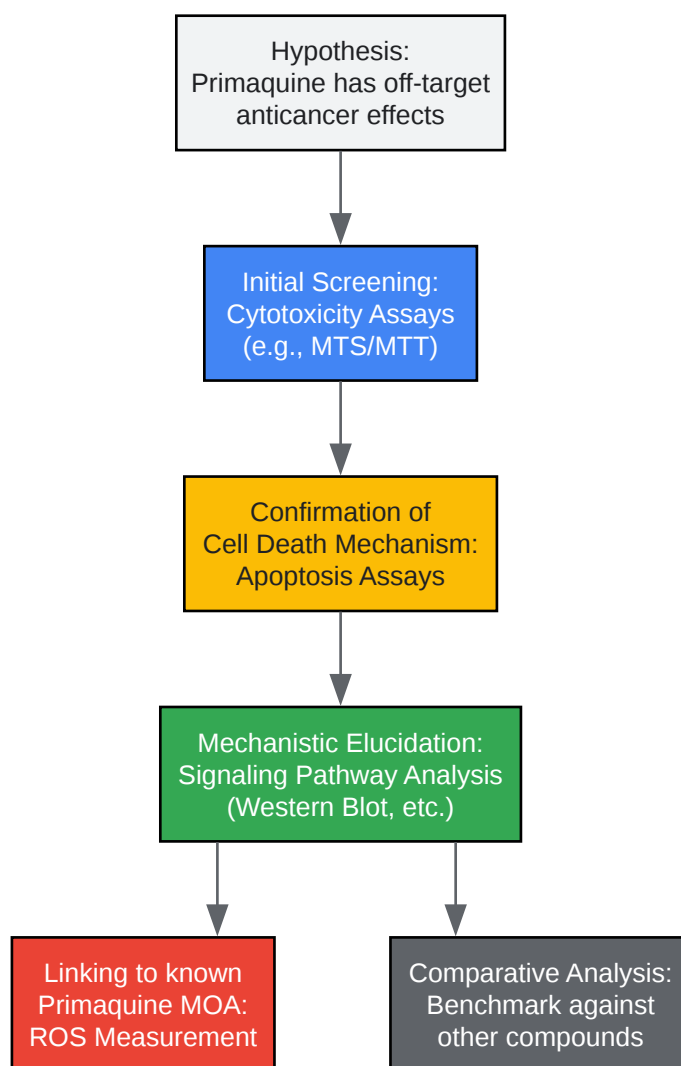 Hypothesis:
Primaquine has off-target
anticancer effects
Initial Screening:
Cytotoxicity Assays
(e.g., MTS/MTT)
Confirmation of
Cell Death Mechanism:
Apoptosis Assays
Mechanistic Elucidation:
Signaling Pathway Analysis
(Western Blot, etc.)
Linking to known
Primaquine MOA:
ROS Measurement
Comparative Analysis:
Benchmark against
other compounds